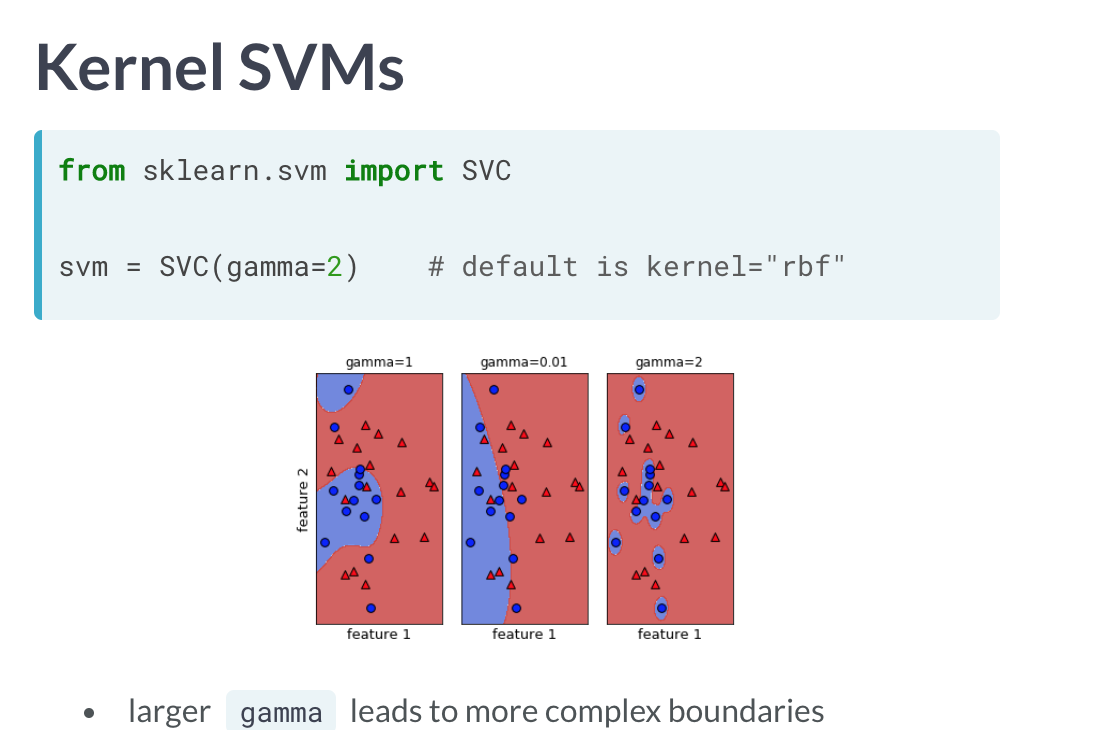 Kernel SVMs
from sklearn.svm import SVC
svm = SVC(gamma=2)    # default is kernel="rbf"
gamma=1
gamma=0.01
gamma=2
feature 2
feature 1
feature 1
feature 1
• larger gamma leads to more complex boundaries